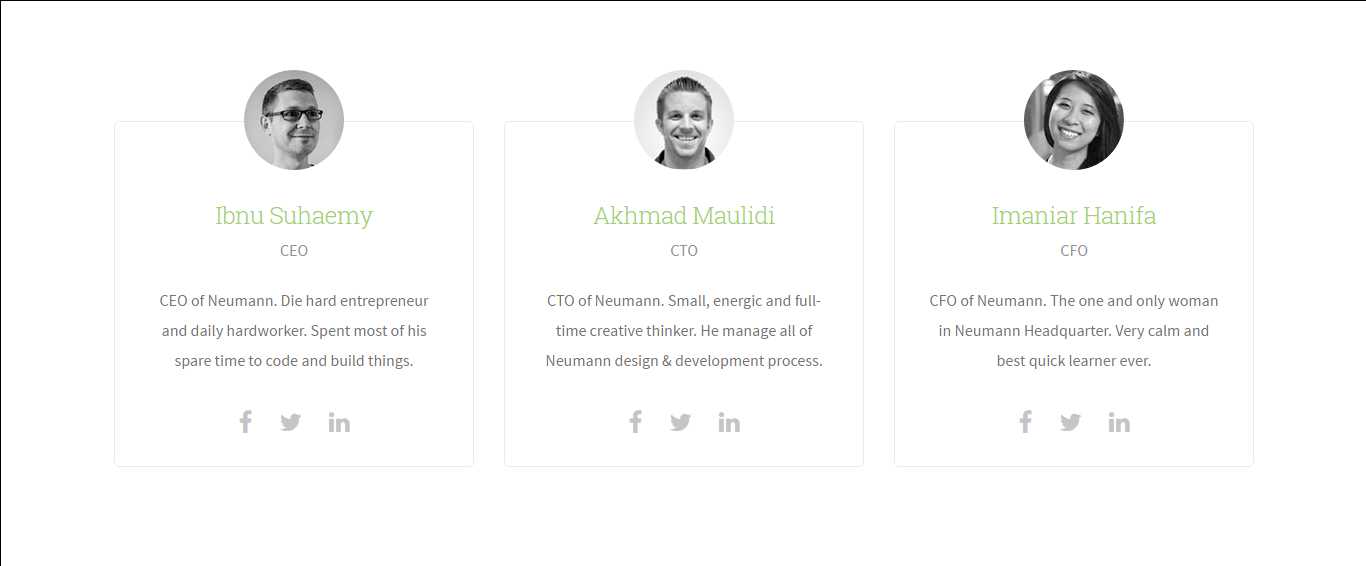 Ibnu Suhaemy
CEO
CEO of Neumann. Die hard entrepreneur
and daily hardworker. Spent most of his
spare time to code and build things.
Akhmad Maulidi
CTO
CTO of Neumann. Small, energic and full-
time creative thinker. He manage all of
Neumann design & development process.
Imaniar Hanifa
CFO
CFO of Neumann. The one and only woman
in Neumann Headquarter. Very calm and
best quick learner ever.